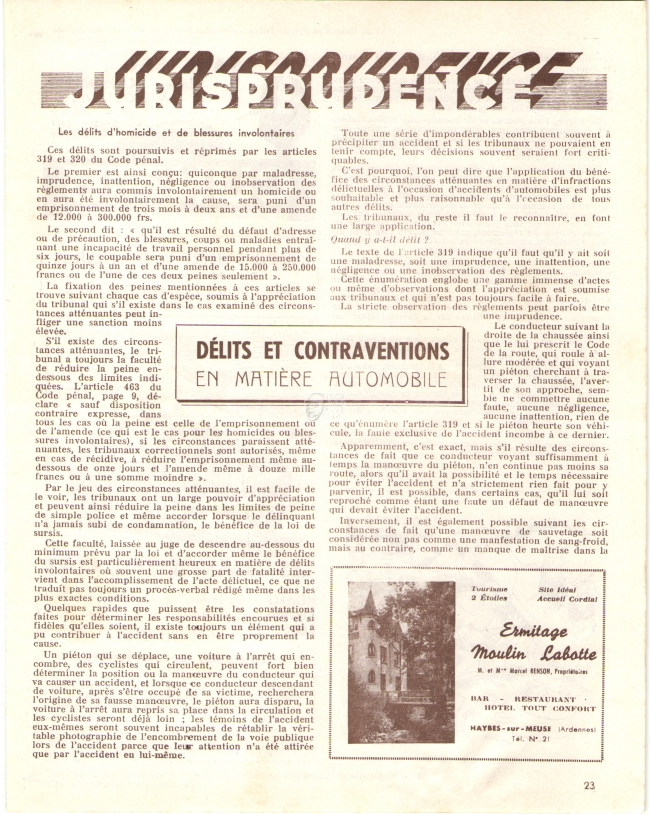 JURISPRUDENCE
Les délits d'homicide et de blessures involontaires
Ces délits sont poursuivis et réprimés par les articles
319 et 320 du Code pénal.
Le premier est ainsi conçu: quiconque par maladresse,
imprudence, inattention, négligence ou inobservation des
règlements aura commis involontairement un homicide ou
en aura été involontairement la cause, sera puni d'un
emprisonnement de trois mois à deux ans et d'une amende
de 12.000 à 300.000 frs.
Le second dit : « qu'il est résulté du défaut d'adresse
ou de précaution, des blessures, coups ou maladies entraî-
nant une incapacité de travail personnel pendant plus de
six jours, le coupable sera puni d'un emprisonnement de
quinze jours à un an et d'une amende de 15.000 à 250.000
francs ou de l'une de ces deux peines seulement ».
La fixation des peines mentionnées à ces articles se
trouve suivant chaque cas d'espèce, soumis à l'appréciation
du tribunal qui s'il existe dans le cas examiné des circons-
tances atténuantes peut in-
fliger une sanction moins
élevée.
S'il existe des circons-
tances atténuantes, le tri-
bunal a toujours la faculté
de réduire la peine en-
dessous des limites indi-
quées. L'article 463 du
Code pénal, page 9, dé-
clare « sauf disposition
contraire expresse, dans
tous les cas où la peine est celle de l'emprisonnement ou
de l'amende (ce qui est le cas pour les homicides ou bles-
sures involontaires), si les circonstances paraissent atté-
nuantes, les tribunaux correctionnels sont autorisés, même
en cas de récidive, à réduire l'emprisonnement même au-
dessous de onze jours et l'amende même à douze mille
francs ou à une somme moindre ».
Par le jeu des circonstances atténuantes, il est facile de
le voir, les tribunaux ont un large pouvoir d'appréciation
et peuvent ainsi réduire la peine dans les limites de peine
de simple police et même accorder lorsque le délinquant
n'a jamais subi de condamnation, le bénéfice de la loi de
sursis.
Cette faculté, laissée au juge de descendre au-dessous du
minimum prévu par la loi et d'accorder même le bénéfice
du sursis est particulièrement heureux en matière de délits
involontaires où souvent une grosse part de fatalité inter-
vient dans l'accomplissement de l'acte délictuel, ce que ne
traduit pas toujours un procès-verbal rédigé même dans les
plus exactes conditions.
Quelques rapides que puissent être les constatations
faites pour déterminer les responsabilités encourues et si
fidèles qu'elles soient, il existe toujours un élément qui a
pu contribuer à l'accident sans en être proprement la
cause.
Un piéton qui se déplace, une voiture à l'arrêt qui en-
combre, des cyclistes qui circulent, peuvent fort bien
déterminer la position ou la manœuvre du conducteur qui
va causer un accident, et lorsque ce conducteur descendant
de voiture, après s'être occupé de sa victime, recherchera
l'origine de sa fausse manœuvre, le piéton aura disparu, la
voiture à l'arrêt aura repris sa place dans la circulation et
les cyclistes seront déjà loin ; les témoins de l'accident
eux-mêmes seront souvent incapables de rétablir la véri-
table photographie de l'encombrement de la voie publique
lors de l'accident parce que leur attention n'a été attirée
que par l'accident en lui-même.
DÉLITS ET CONTRAVENTIONS
EN MATIÈRE AUTOMOBILE
Toute une série d'impondérables contribuent souvent à
précipiter un accident et si les tribunaux ne pouvaient en
tenir compte, leurs décisions souvent seraient fort criti-
quables.
C'est pourquoi, l'on peut dire que l'application du béné-
fice des circonstances atténuantes en matière d'infractions
délictuelles à l'occasion d'accidents d'automobiles est plus
souhaitable et plus raisonnable qu'à l'occasion de tous
autres délits.
Les tribunaux, du reste il faut le reconnaître, en font
une large application.
Quand y a-t-il délit ?
Le texte de l'article 319 indique qu'il faut qu'il y ait soit
une maladresse, soit une imprudence, une inattention, une
négligence ou une inobservation des règlements.
Cette énumération englobe une gamme immense d'actes
ou même d'observations dont l'appréciation est soumise
aux tribunaux et qui n'est pas toujours facile à faire.
La stricte observation des règlements peut parfois être
une imprudence.
Le conducteur suivant la
droite de la chaussée ainsi
que le lui prescrit le Code
de la route, qui roule à al-
lure modérée et qui voyant
un piéton cherchant à tra-
verser la chaussée, l'aver-
tit de son approche, sem-
ble ne commettre aucune
faute, aucune négligence,
aucune inattention, rien de
ce qu'énumère l'article 319 et si le piéton heurte son véhi-
cule, la faute exclusive de l'accident incombe à ce dernier.
Apparemment, c'est exact, mais s'il résulte des circons-
tances de fait que ce conducteur voyant suffisamment à
temps la manœuvre du piéton, n'en continue pas moins sa
route, alors qu'il avait la possibilité et le temps nécessaire
pour éviter l'accident et n'a strictement rien fait pour y
parvenir, il est possible, dans certains cas, qu'il lui soit
reproché comme étant une faute un défaut de manœuvre
qui devait éviter l'accident.
Inversement, il est également possible suivant les cir-
constances de fait qu'une manœuvre de sauvetage soit
considérée non pas comme une manifestation de sang-froid,
mais au contraire, comme un manque de maîtrise dans la
Tourisme
2 Étoiles
Site Idéal
Accueil Cordial
Ermitage
Moulin Labotte
M. et Mme Marcel RENSON, Propriétaires
BAR - RESTAURANT
HOTEL TOUT CONFORT
HAYBES-sur-MEUSE (Ardennes)
Tél. N° 21
23